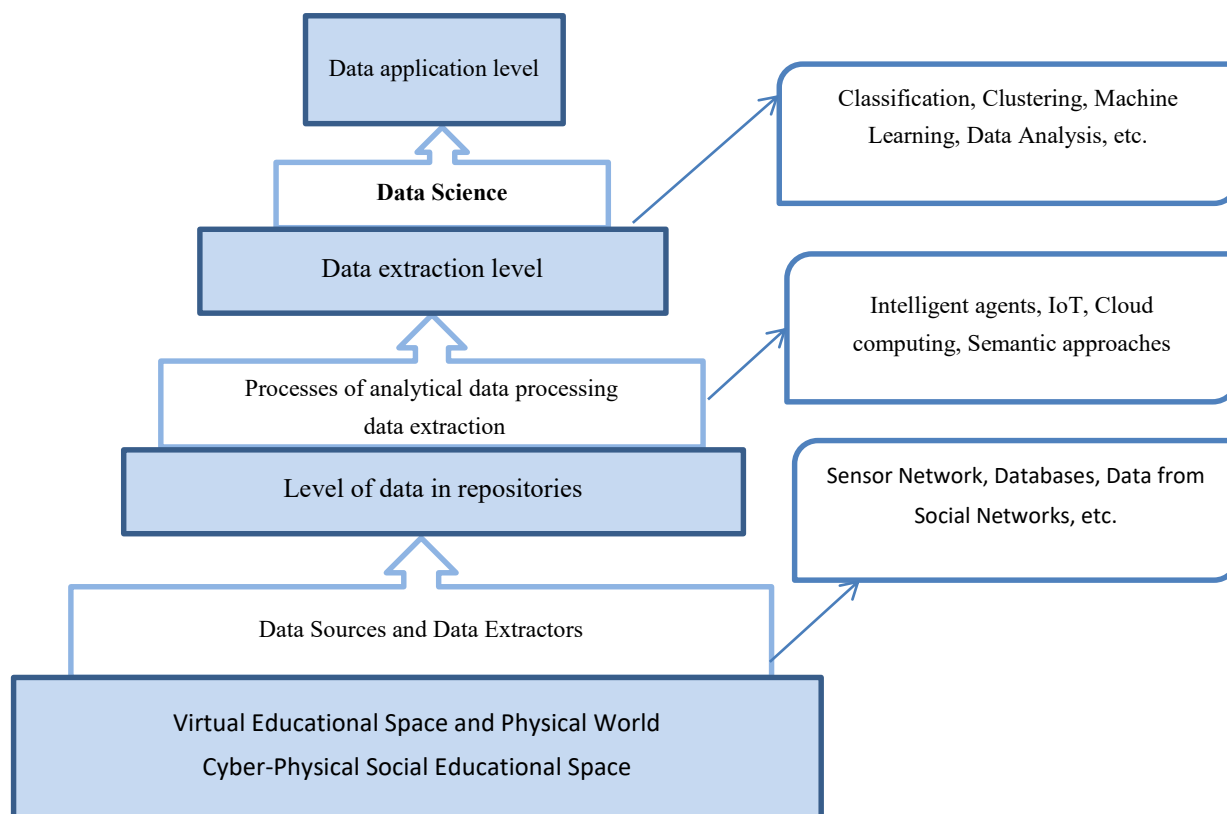 Data application level
Classification, Clustering, Machine
Learning, Data Analysis, etc.
Data Science
Data extraction level
Intelligent agents, IoT, Cloud
computing, Semantic approaches
Processes of analytical data processing
data extraction
Level of data in repositories
Sensor Network, Databases, Data from
Social Networks, etc.
Data Sources and Data Extractors
Virtual Educational Space and Physical World
Cyber-Physical Social Educational Space